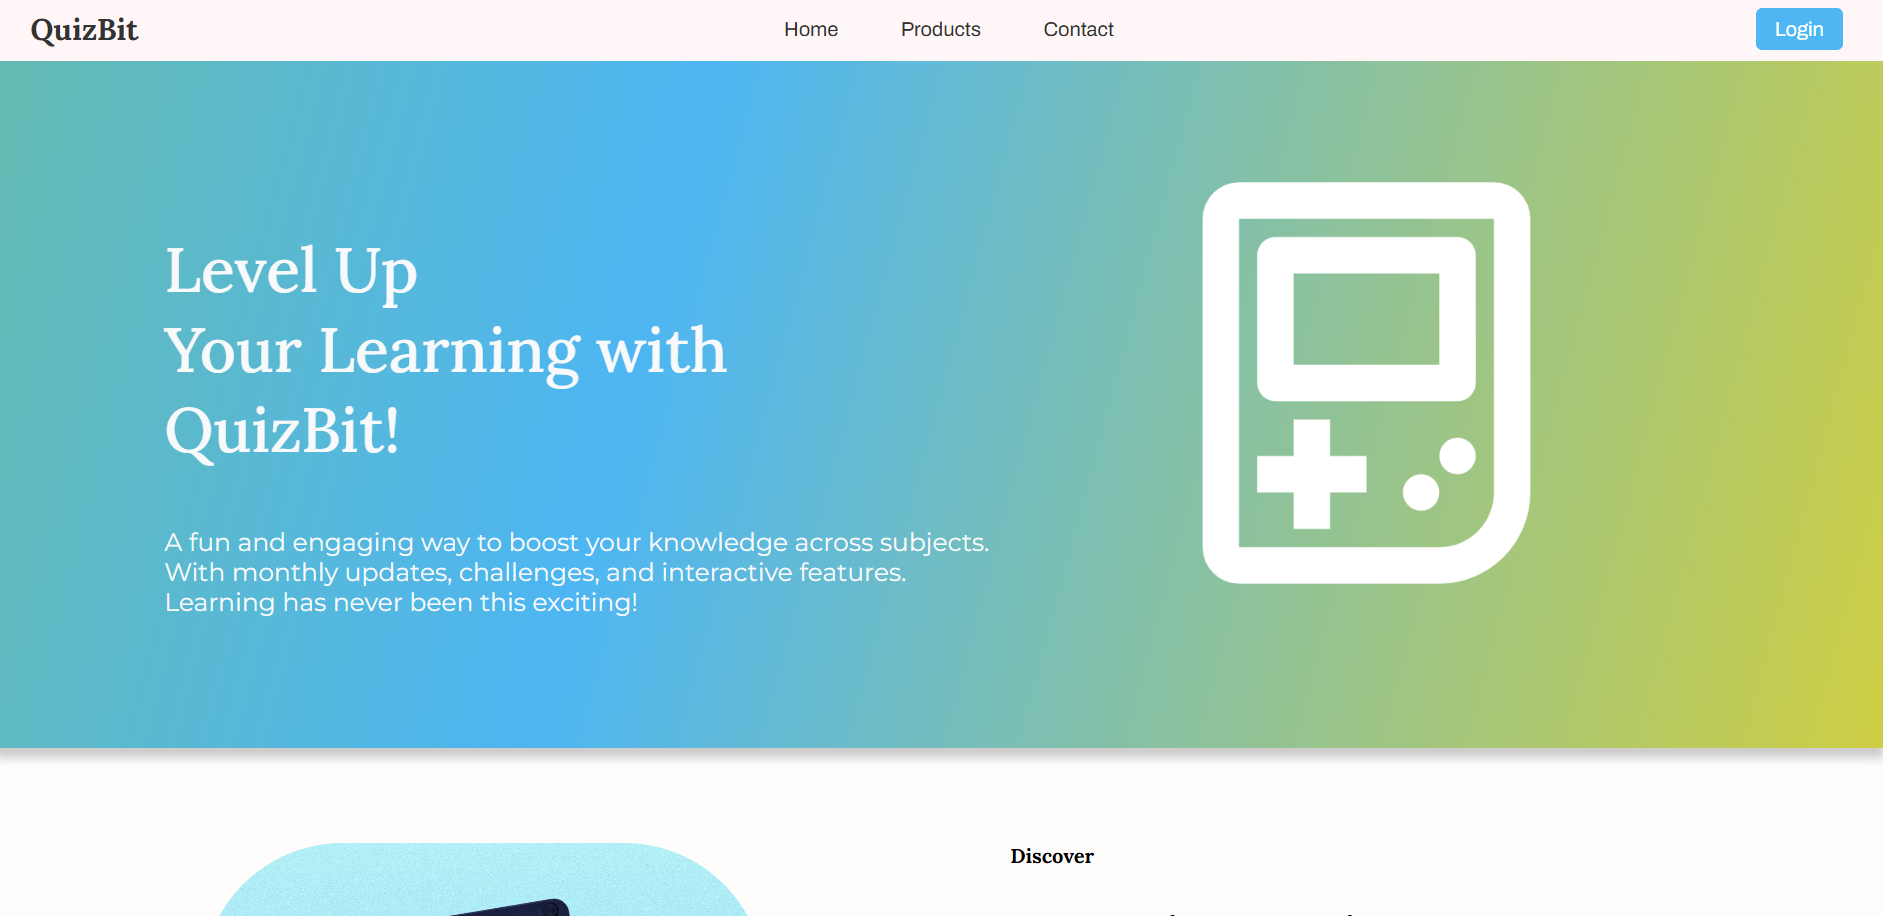 QuizBit
Home
Products
Contact
Login
Level Up
Your Learning with
QuizBit!
A fun and engaging way to boost your knowledge across subjects.
With monthly updates, challenges, and interactive features.
Learning has never been this exciting!
Discover